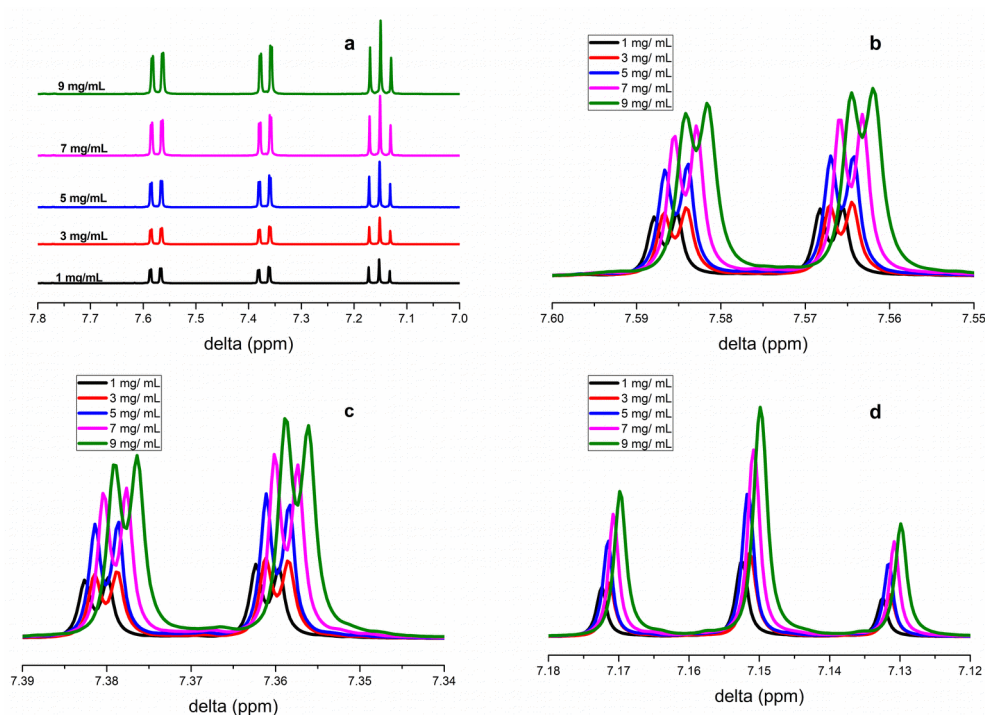 a
9 mg/mL
7 mg/mL
5 mg/mL
3 mg/mL
1 mg/mL
7.8 7.7 7.6 7.5 7.4 7.3 7.2 7.1 7.0
delta (ppm)
b
1 mg/ mL
3 mg/ mL
5 mg/ mL
7 mg/ mL
9 mg/ mL
7.60 7.59 7.58 7.57 7.56 7.55
delta (ppm)
c
1 mg/ mL
3 mg/ mL
5 mg/ mL
7 mg/ mL
9 mg/ mL
7.39 7.38 7.37 7.36 7.35 7.34
delta (ppm)
d
1 mg/ mL
3 mg/ mL
5 mg/ mL
7 mg/ mL
9 mg/ mL
7.18 7.17 7.16 7.15 7.14 7.13 7.12
delta (ppm)